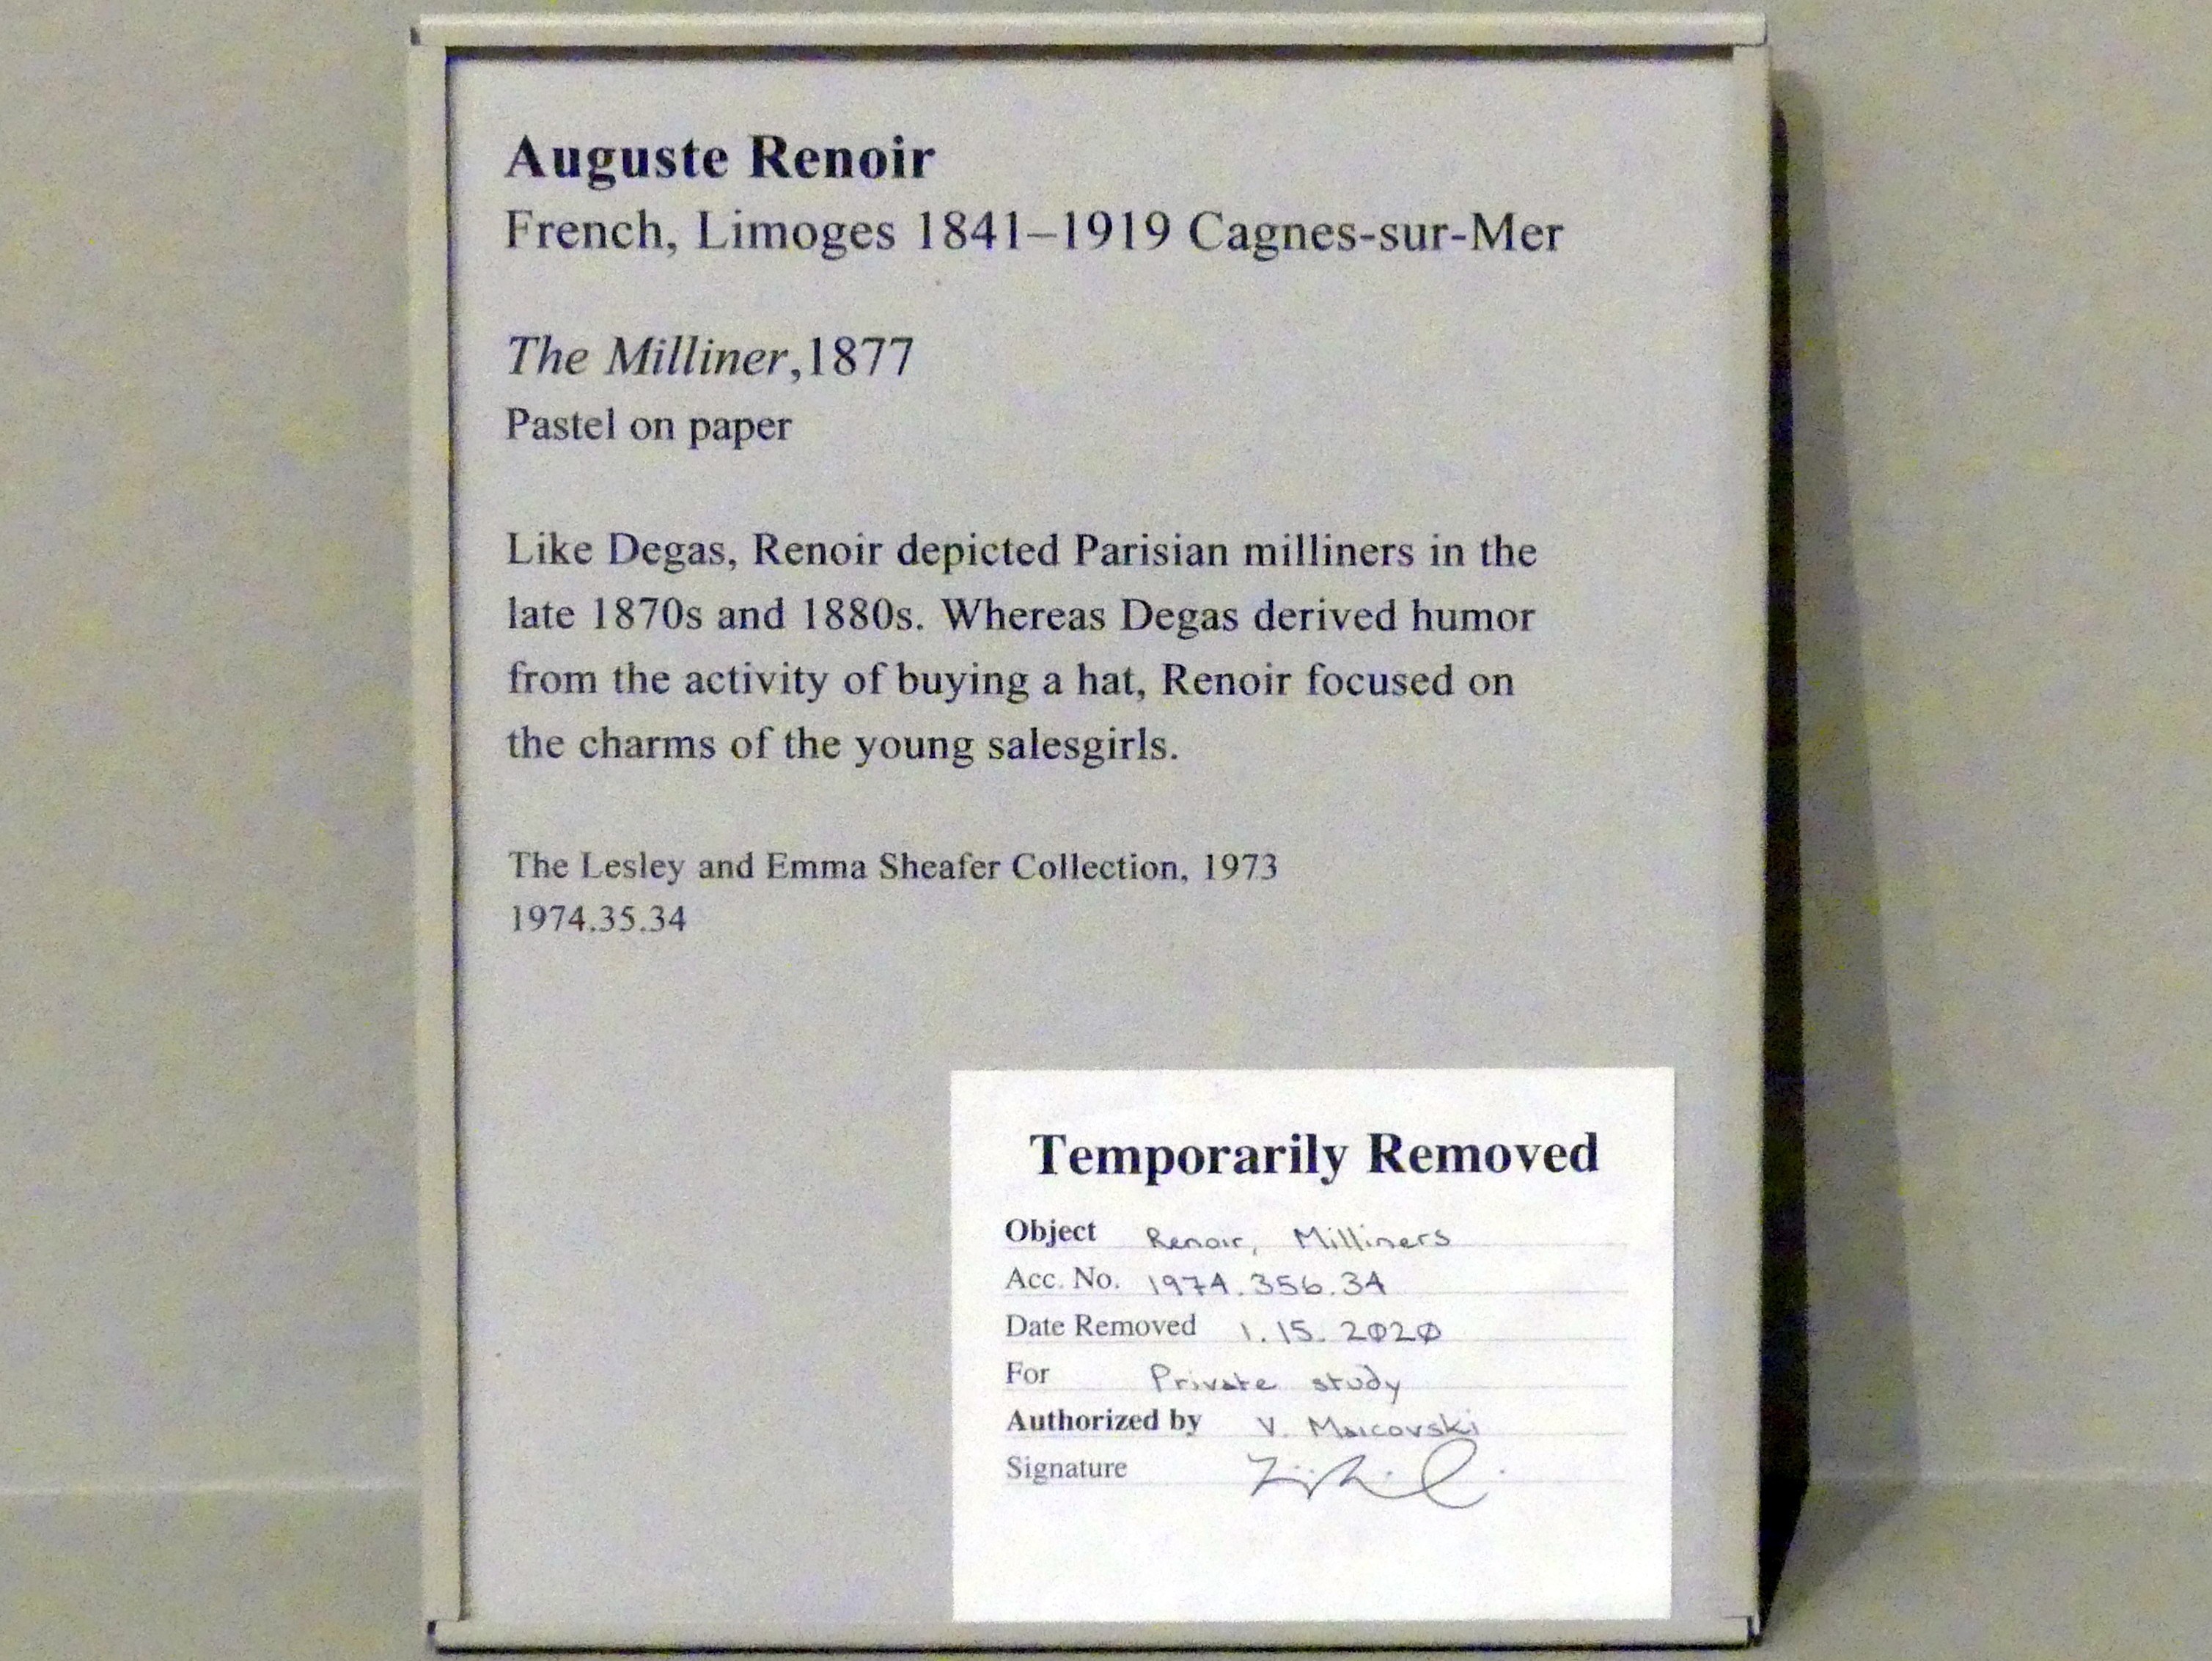 Auguste Renoir
French, Limoges 1841–1919 Cagnes-sur-Mer
The Milliner,1877
Pastel on paper
Like Degas, Renoir depicted Parisian milliners in the
late 1870s and 1880s. Whereas Degas derived humor
from the activity of buying a hat, Renoir focused on
the charms of the young salesgirls.
The Lesley and Emma Sheafer Collection, 1973
1974.35.34
Temporarily Removed
Object Renoir, Milliners
Acc. No. 1974.356.34
Date Removed 1.15.2020
For Private study
Authorized by V. Maicovski
Signature